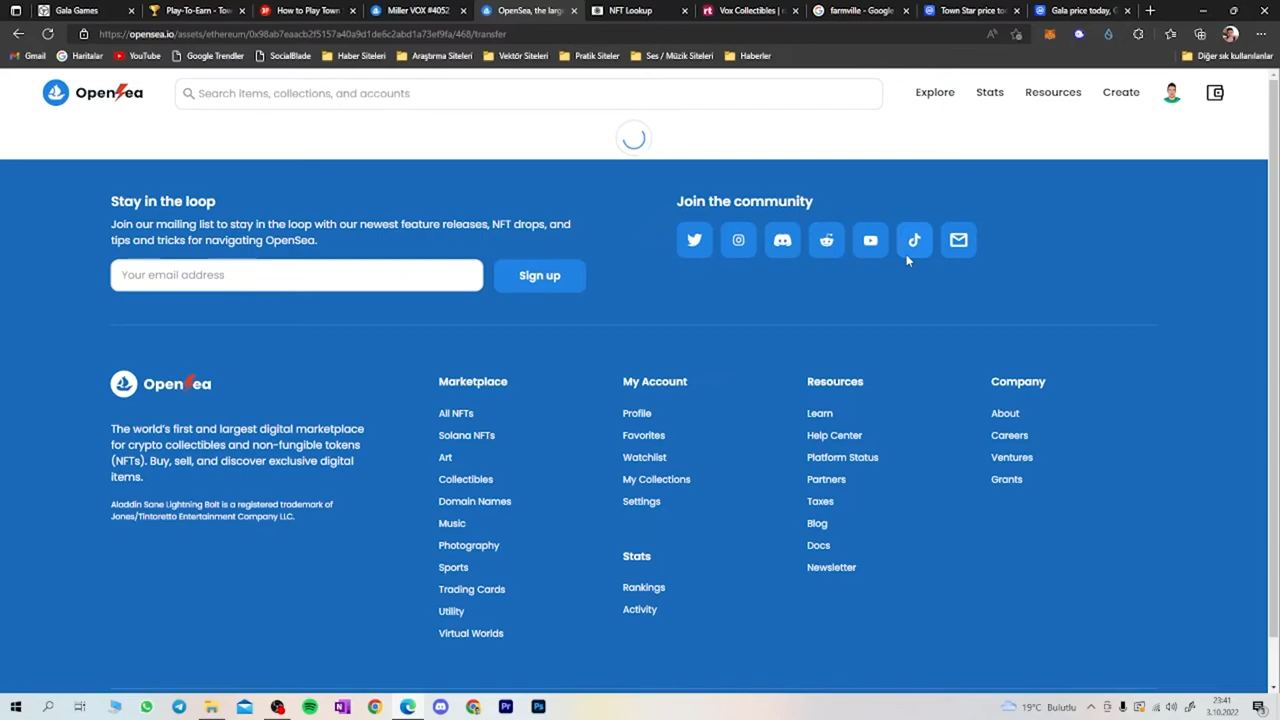 Gala Games
Play-To-Earn - Tow
How to Play Town
Miller VOX #4052
OpenSea, the larg
NFT Lookup
Vox Collectibles |
farmville - Google
Town Star price to
Gala price today, G
https://opensea.io/assets/ethereum/0x98ab7eaacb2f5157a40a9d1de6c2abd1a73ef9fa/468/transfer
Gmail
Haritalar
YouTube
Google Trendler
SocialBlade
Haber Siteleri
Araştırma Siteleri
Vektörel Siteleri
Pratik Siteler
Ses / Müzik Siteleri
Haberler
Diğer sık kullanılanlar
OpenSea
Search items, collections, and accounts
Explore
Stats
Resources
Create
Stay in the loop
Join our mailing list to stay in the loop with our newest feature releases, NFT drops, and
tips and tricks for navigating OpenSea.
Your email address
Sign up
Join the community
OpenSea
The world's first and largest digital marketplace
for crypto collectibles and non-fungible tokens
(NFTs). Buy, sell, and discover exclusive digital
items.
Aladdin Sane Lightning Bolt is a registered trademark of
Jones/Tintoretto Entertainment Company LLC.
Marketplace
All NFTs
Solana NFTs
Art
Collectibles
Domain Names
Music
Photography
Sports
Trading Cards
Utility
Virtual Worlds
My Account
Profile
Favorites
Watchlist
My Collections
Settings
Stats
Rankings
Activity
Resources
Learn
Help Center
Platform Status
Partners
Taxes
Blog
Docs
Newsletter
Company
About
Careers
Ventures
Grants
19°C Bulutlu
23:41
3.10.2022